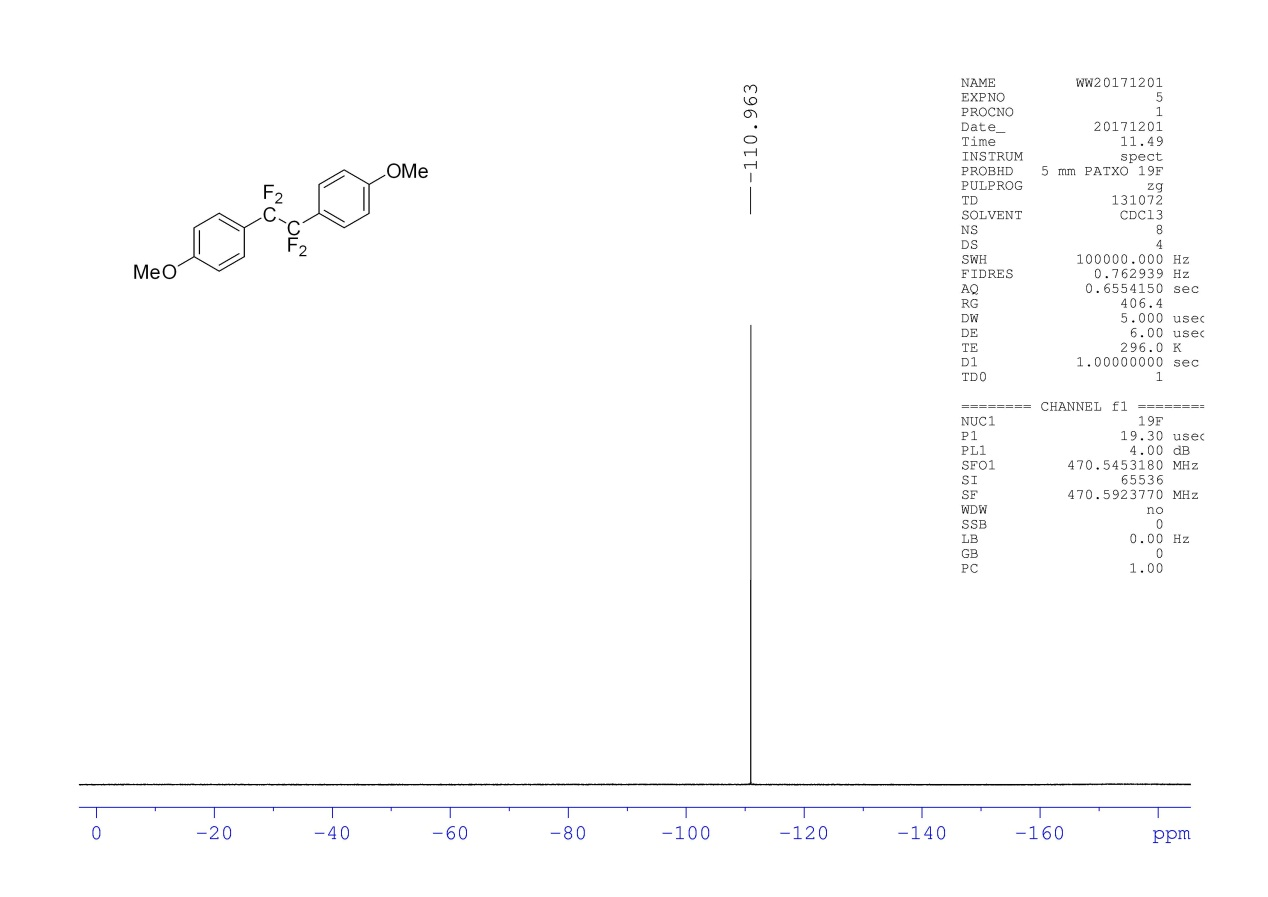 -110.963
OMe
F2
C
C
F2
MeO
NAME WW20171201
EXPNO 5
PROCNO 1
Date_ 20171201
Time 11.49
INSTRUM spect
PROBHD 5 mm PATXO 19F
PULPROG zg
TD 131072
SOLVENT CDCl3
NS 8
DS 4
SWH 100000.000 Hz
FIDRES 0.762939 Hz
AQ 0.6554150 sec
RG 406.4
DW 5.000 usec
DE 6.00 usec
TE 296.0 K
D1 1.00000000 sec
TD0 1
======== CHANNEL f1 ========
NUC1 19F
P1 19.30 usec
PL1 4.00 dB
SFO1 470.5453180 MHz
SI 65536
SF 470.5923770 MHz
WDW no
SSB 0
LB 0.00 Hz
GB 0
PC 1.00
0 -20 -40 -60 -80 -100 -120 -140 -160 ppm